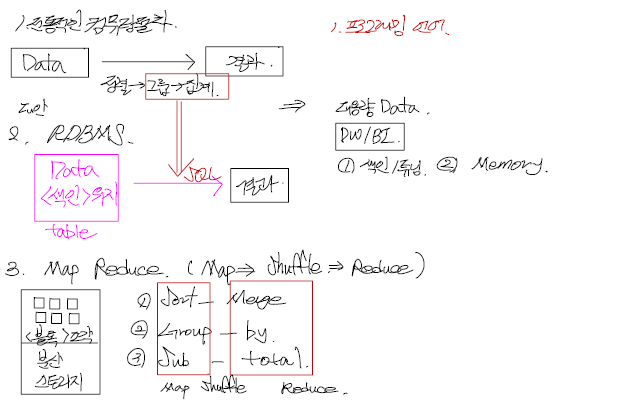 1. 전통적인 컴퓨팅절차
1. 프로그래밍 언어.
Data
결과.
정렬→그룹→집계.
⇒
대용량 Data.
대안
2. RDBMS.
DW/BI
① 색인/튜닝 ② Memory.
Data
<색인>유지
SQL
결과.
table
3. Map Reduce. (Map⇒ Shuffle ⇒ Reduce)
① Sort - Merge
② Group - by.
③ Sub - total.
<블록>
분산
스토리지
Map Shuffle Reduce.